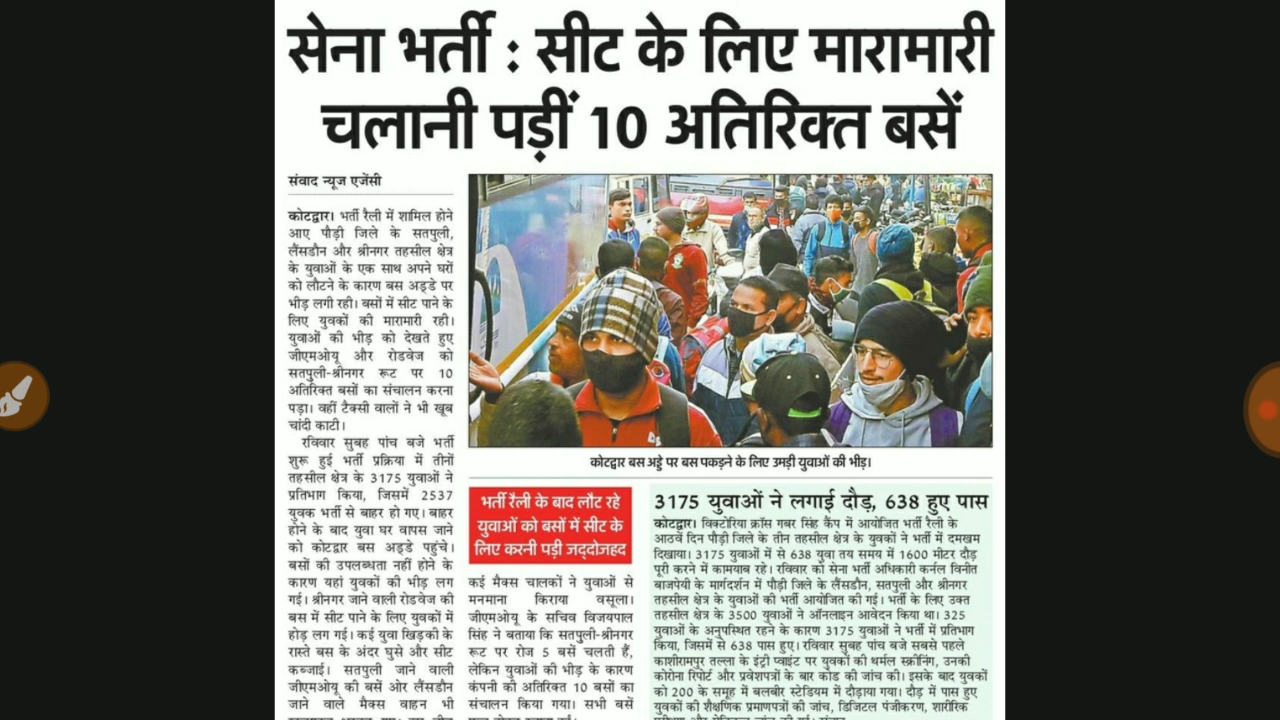 सेना भर्ती : सीट के लिए मारामारी
चलानी पड़ीं 10 अतिरिक्त बसें
संवाद न्यूज एजेंसी
कोटद्वार। भर्ती रैली में शामिल होने
आए पौड़ी जिले के सतपुली,
लैंसडौन और श्रीनगर तहसील क्षेत्र
के युवाओं के एक साथ अपने घरों
को लौटने के कारण बस अड्डे पर
भीड़ लगी रही। बसों में सीट पाने के
लिए युवकों की मारामारी रही।
युवाओं की भीड़ को देखते हुए
जीएमओयू और रोडवेज को
सतपुली-श्रीनगर रूट पर 10
अतिरिक्त बसों का संचालन करना
पड़ा। वहीं टैक्सी वालों ने भी खूब
चांदी काटी।
रविवार सुबह पांच बजे भर्ती
शुरू हुई भर्ती प्रक्रिया में तीनों
तहसील क्षेत्र के 3175 युवाओं ने
प्रतिभाग किया, जिसमें 2537
युवक भर्ती से बाहर हो गए। बाहर
होने के बाद युवा घर वापस जाने
को कोटद्वार बस अड्डे पहुंचे।
बसों की उपलब्धता नहीं होने के
कारण यहां युवकों की भीड़ लग
गई। श्रीनगर जाने वाली रोडवेज की
बस में सीट पाने के लिए युवकों में
होड़ लग गई। कई युवा खिड़की के
रास्ते बस के अंदर घुसे और सीट
कब्जाई। सतपुली जाने वाली
जीएमओयू की बसें ओर लैंसडौन
जाने वाले मैक्स वाहन भी
कोटद्वार बस अड्डे पर बस पकड़ने के लिए उमड़ी युवाओं की भीड़।
भर्ती रैली के बाद लौट रहे
युवाओं को बसों में सीट के
लिए करनी पड़ी जद्दोजहद
कई मैक्स चालकों ने युवाओं से
मनमाना किराया वसूला।
जीएमओयू के सचिव विजयपाल
सिंह ने बताया कि सतपुली-श्रीनगर
रूट पर रोज 5 बसें चलती हैं,
लेकिन युवाओं की भीड़ के कारण
कंपनी की अतिरिक्त 10 बसों का
संचालन किया गया। सभी बसें
3175 युवाओं ने लगाई दौड़, 638 हुए पास
कोटद्वार। विक्टोरिया क्रॉस गबर सिंह कैंप में आयोजित भर्ती रैली के
आठवें दिन पौड़ी जिले के तीन तहसील क्षेत्र के युवकों ने भर्ती में दमखम
दिखाया। 3175 युवाओं में से 638 युवा तय समय में 1600 मीटर दौड़
पूरी करने में कामयाब रहे। रविवार को सेना भर्ती अधिकारी कर्नल विनीत
बाजपेयी के मार्गदर्शन में पौड़ी जिले के लैंसडौन, सतपुली और श्रीनगर
तहसील क्षेत्र के युवाओं की भर्ती आयोजित की गई। भर्ती के लिए उक्त
तहसील क्षेत्र के 3500 युवाओं ने ऑनलाइन आवेदन किया था। 325
युवाओं के अनुपस्थित रहने के कारण 3175 युवाओं ने भर्ती में प्रतिभाग
किया, जिसमें से 638 पास हुए। रविवार सुबह पांच बजे सबसे पहले
काशीरामपुर तल्ला के इंट्री प्वाइंट पर युवकों की थर्मल स्क्रीनिंग, उनकी
कोरोना रिपोर्ट और प्रवेशपत्रों के बार कोड की जांच की। इसके बाद युवकों
को 200 के समूह में बलबीर स्टेडियम में दौड़ाया गया। दौड़ में पास हुए
युवकों की शैक्षणिक प्रमाणपत्रों की जांच, डिजिटल पंजीकरण, शारीरिक